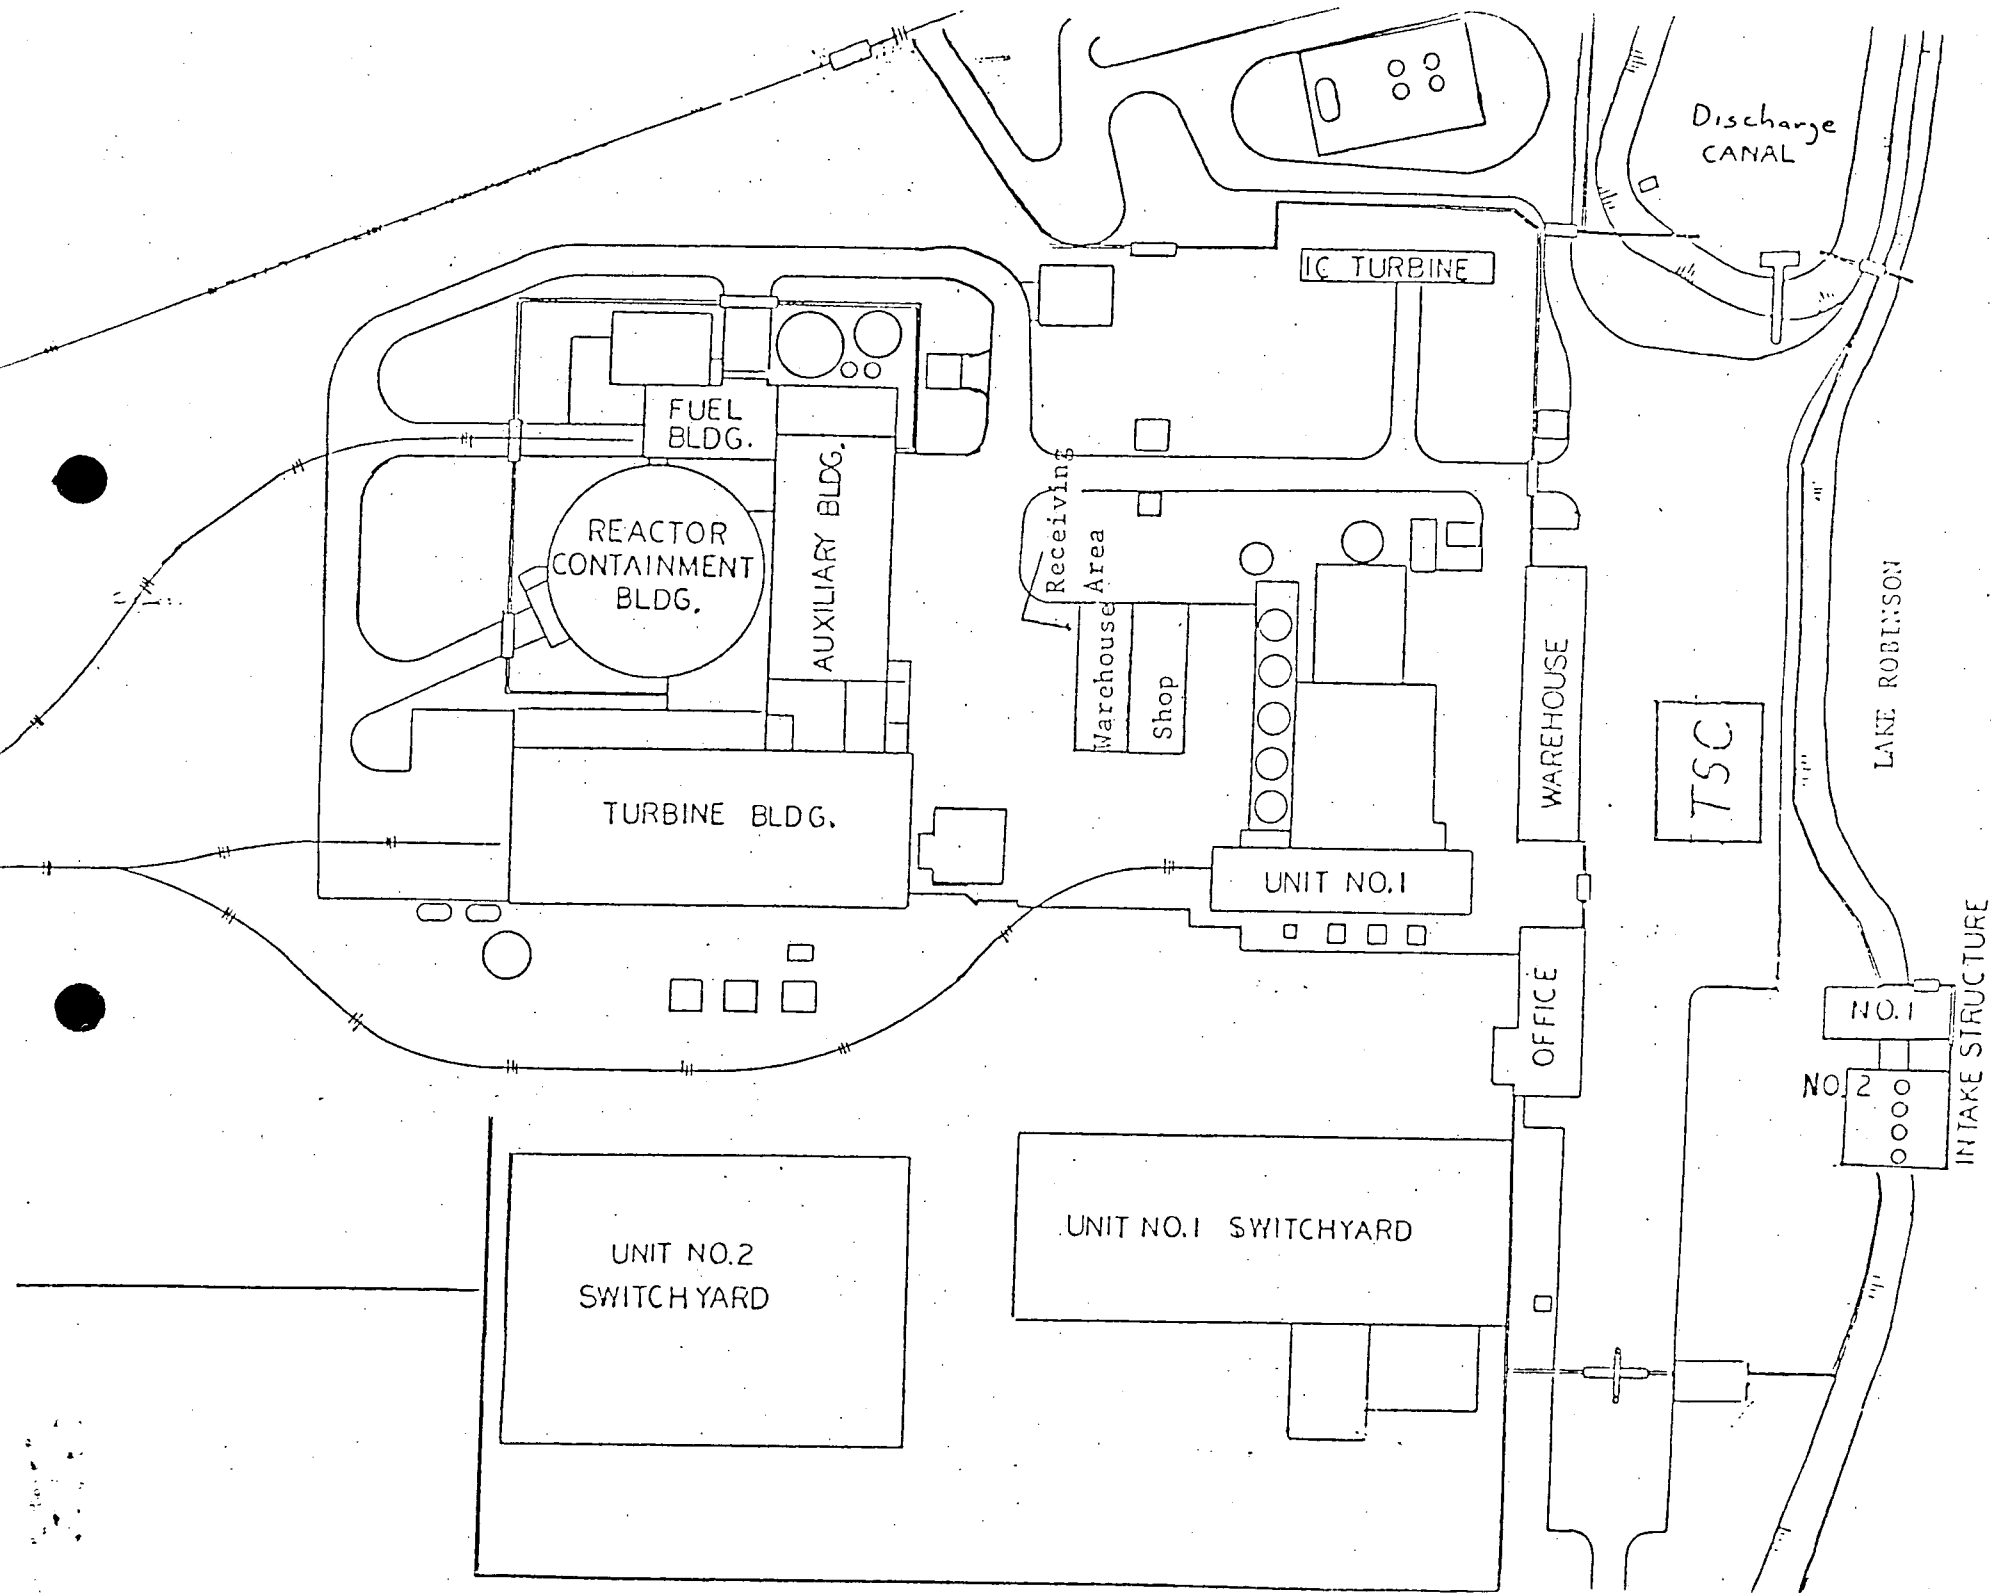 Discharge
CANAL
IC TURBINE
FUEL
BLDG.
AUXILIARY BLDG.
REACTOR
CONTAINMENT
BLDG.
Receiving
Area
Warehouse
Shop
WAREHOUSE
TSC
LAKE ROBINSON
TURBINE BLDG.
UNIT NO.1
OFFICE
NO.1
NO.2
INTAKE STRUCTURE
UNIT NO.1 SWITCHYARD
UNIT NO.2
SWITCHYARD